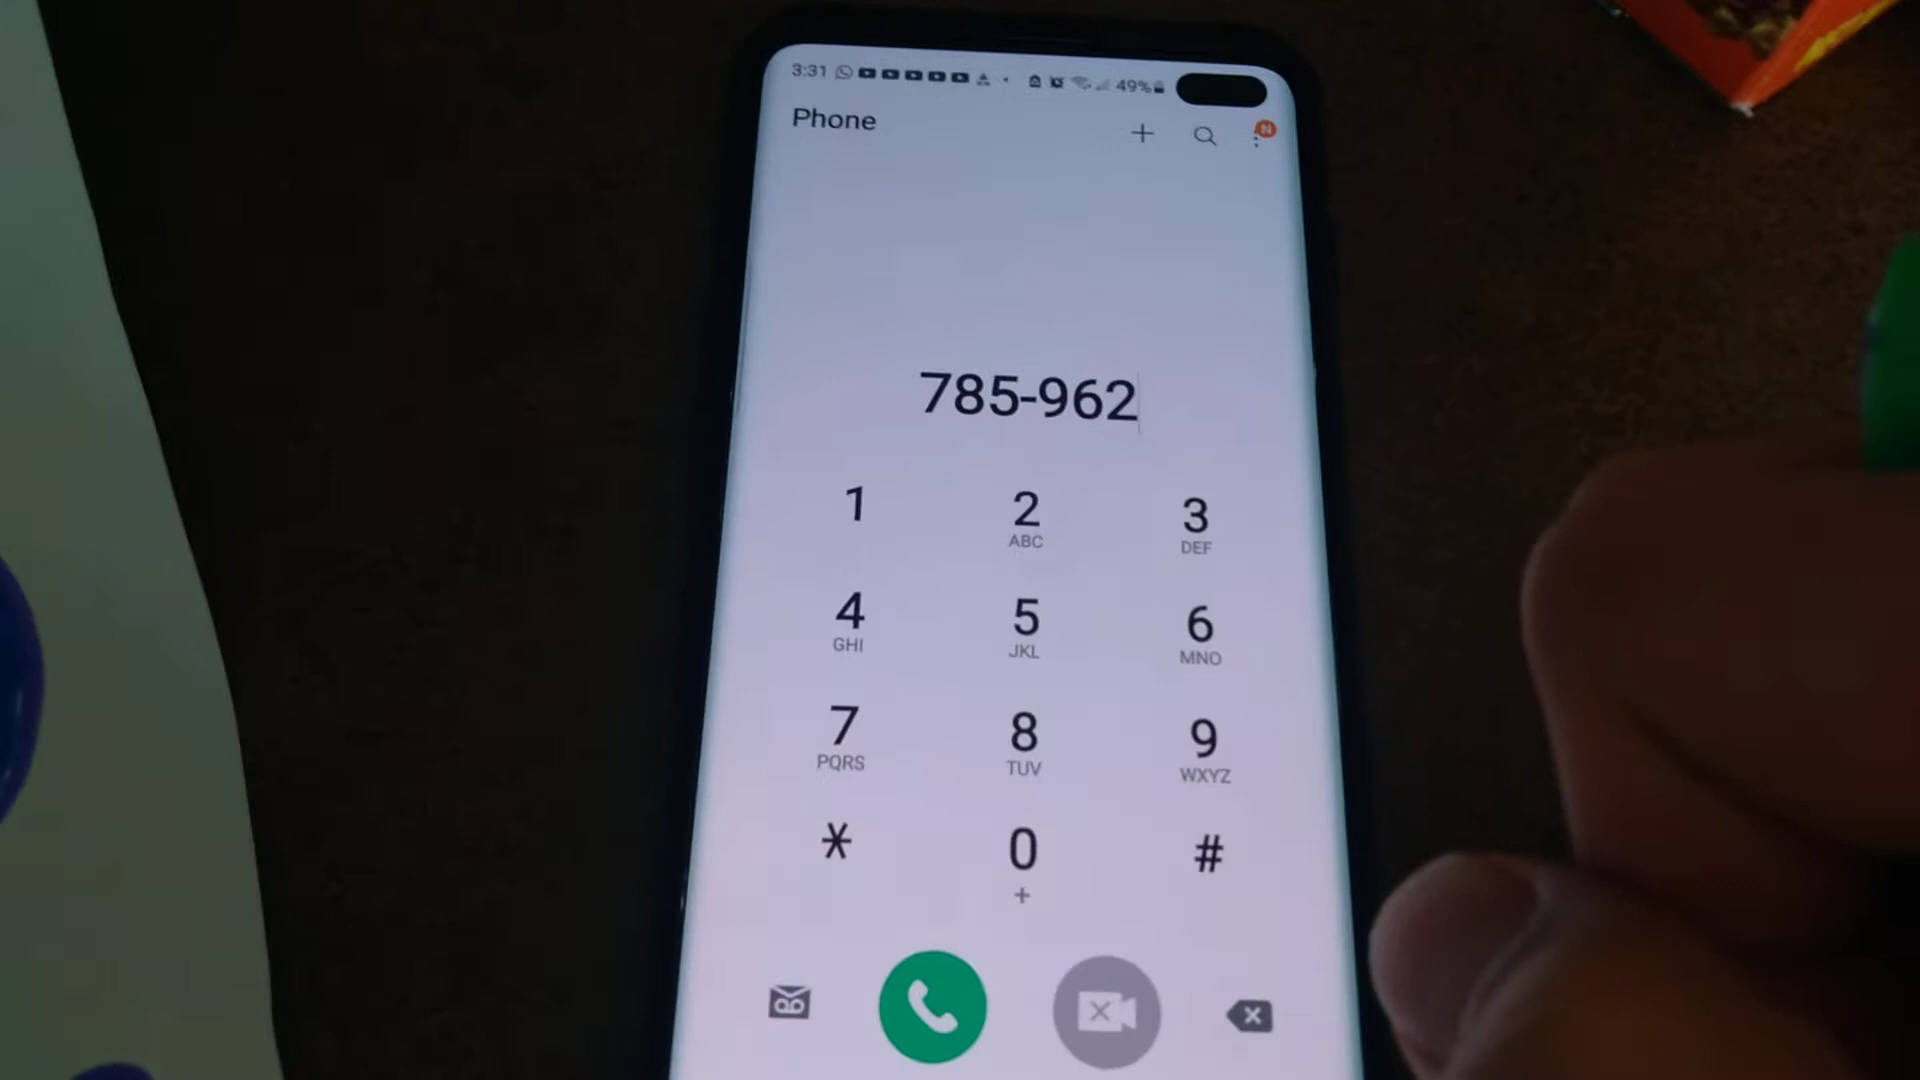 3:31 49%
Phone
N
785-962
1 2 3
ABC DEF
4 5 6
GHI JKL MNO
7 8 9
PQRS TUV WXYZ
* 0 #
+